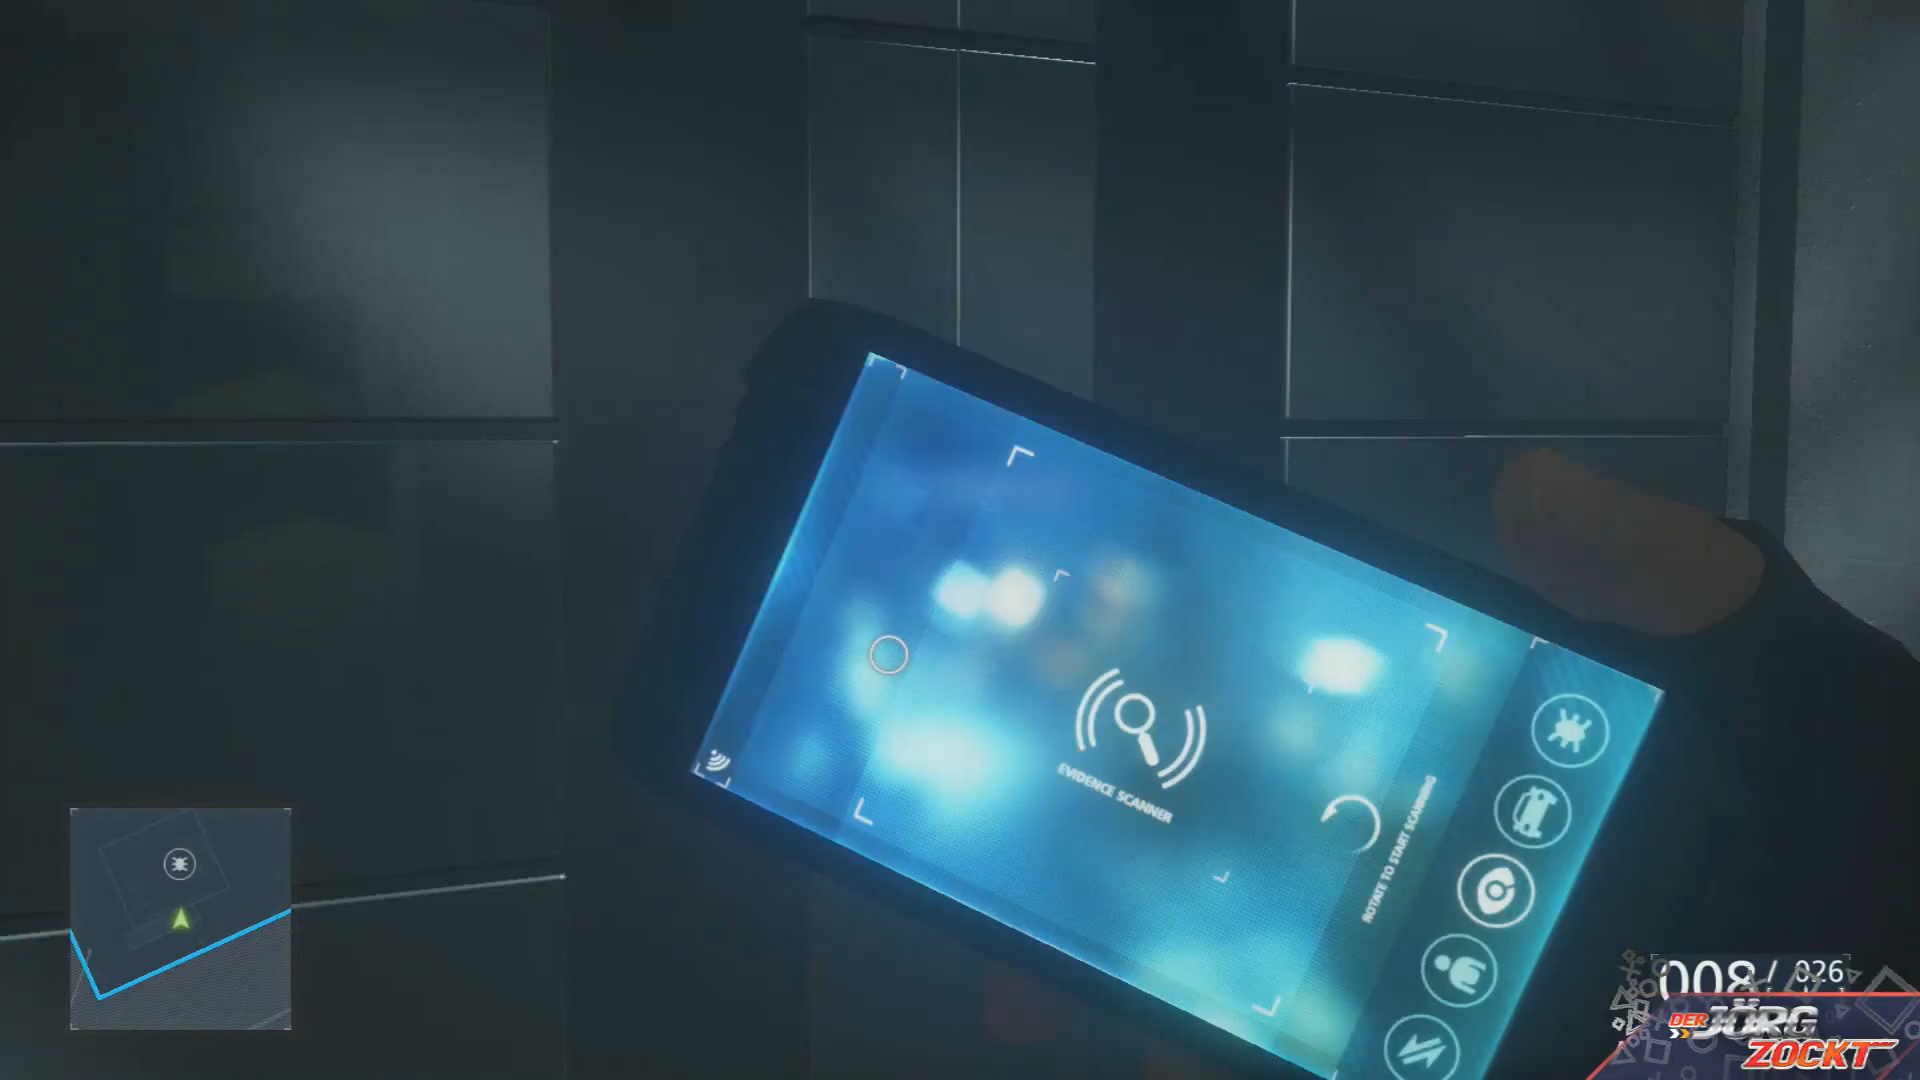 EVIDENCE SCANNER
ROTATE TO START SCANNING
008 / 026
DER JÖRG
ZOCKT